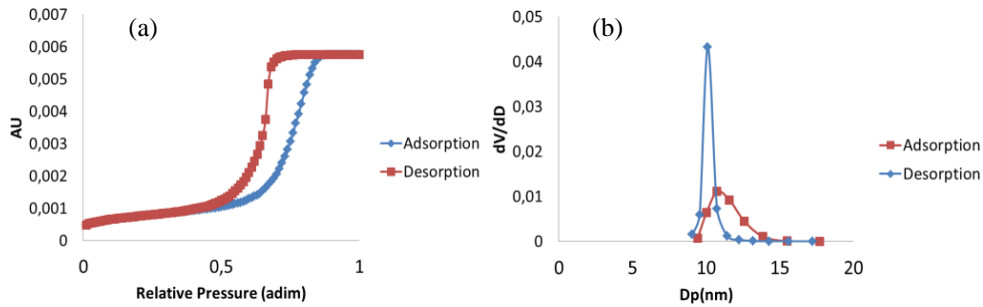 (a)
0,007
0,006
0,005
0,004
0,003
0,002
0,001
0
AU
0
0,5
1
Relative Pressure (adim)
Adsorption
Desorption
(b)
0,05
0,04
0,03
0,02
0,01
0
dV/dD
0
5
10
15
20
Dp(nm)
Adsorption
Desorption